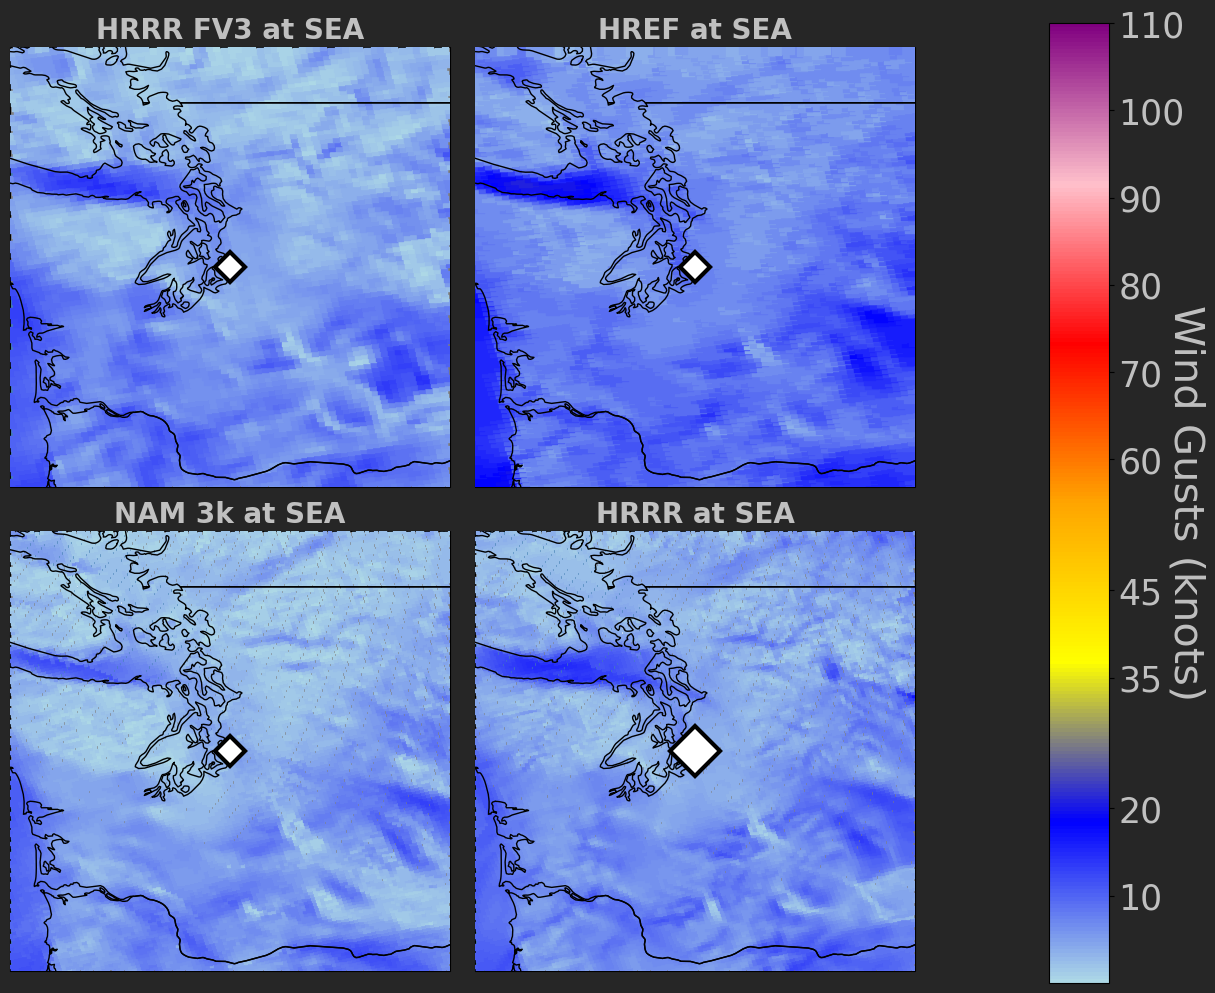 HRRR FV3 at SEA
HREF at SEA
NAM 3k at SEA
HRRR at SEA
110
100
90
80
70
60
45
35
20
10
Wind Gusts (knots)